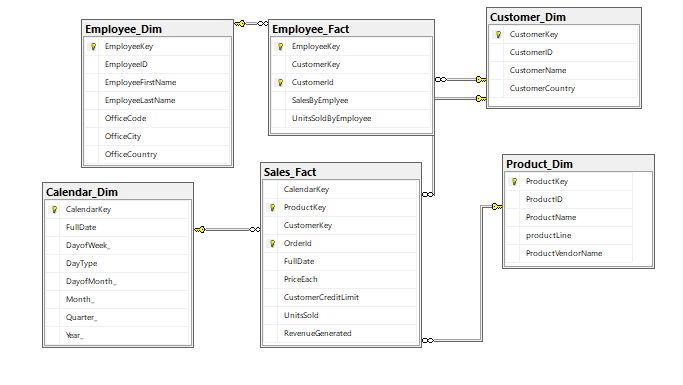 Employee_Dim
EmployeeKey
EmployeeID
EmployeeFirstName
EmployeeLastName
OfficeCode
OfficeCity
OfficeCountry
Employee_Fact
EmployeeKey
CustomerKey
CustomerId
SalesByEmplyee
UnitsSoldByEmployee
Customer_Dim
CustomerKey
CustomerID
CustomerName
CustomerCountry
Calendar_Dim
CalendarKey
FullDate
DayofWeek_
DayType
DayofMonth_
Month_
Quarter_
Year_
Sales_Fact
CalendarKey
ProductKey
CustomerKey
OrderId
FullDate
PriceEach
CustomerCreditLimit
UnitsSold
RevenueGenerated
Product_Dim
ProductKey
ProductID
ProductName
productLine
ProductVendorName